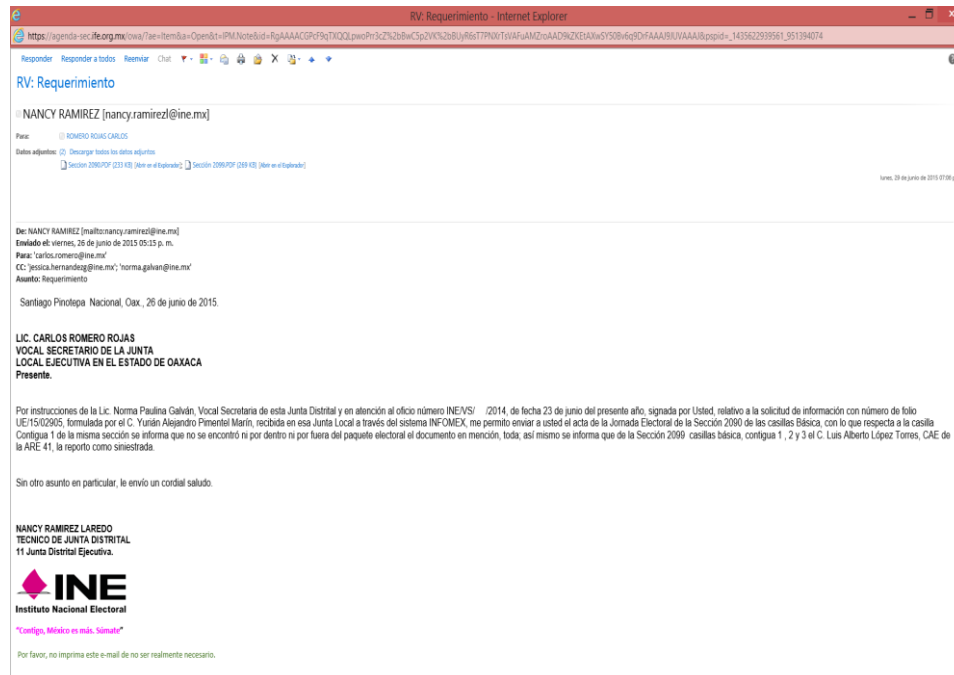 RV: Requerimiento - Internet Explorer
Responder Responder a todos Reenviar Chat
RV: Requerimiento
NANCY RAMIREZ [nancy.ramirezl@ine.mx]
Para: ROMERO ROJAS CARLOS
Datos adjuntos: (2) Descargar todos los datos adjuntos
Seccion 2090.PDF (233 KB) [Abrir en el Explorador]; Sección 2099.PDF (269 KB) [Abrir en el Explorador]
lunes, 29 de junio de 2015 07:08 p
De: NANCY RAMIREZ [mailto:nancy.ramirezl@ine.mx]
Enviado el: viernes, 26 de junio de 2015 05:15 p. m.
Para: 'carlos.romero@ine.mx'
CC: 'jessica.hernandezg@ine.mx'; 'norma.galvan@ine.mx'
Asunto: Requerimiento
Santiago Pinotepa Nacional, Oax., 26 de junio de 2015.
LIC. CARLOS ROMERO ROJAS
VOCAL SECRETARIO DE LA JUNTA
LOCAL EJECUTIVA EN EL ESTADO DE OAXACA
Presente.
Por instrucciones de la Lic. Norma Paulina Galván, Vocal Secretaria de esta Junta Distrital y en atención al oficio número INE/VS/ /2014, de fecha 23 de junio del presente año, signada por Usted, relativo a la solicitud de información con número de folio
UE/15/02905, formulada por el C. Yurián Alejandro Pimentel Marín, recibida en esa Junta Local a través del sistema INFOMEX, me permito enviar a usted el acta de la Jornada Electoral de la Sección 2090 de las casillas Básica, con lo que respecta a la casilla
Contigua 1 de la misma sección se informa que no se encontró ni por dentro ni por fuera del paquete electoral el documento en mención, toda; así mismo se informa que de la Sección 2099 casillas básica, contigua 1 , 2 y 3 el C. Luis Alberto López Torres, CAE de
la ARE 41, la reporto como siniestrada.
Sin otro asunto en particular, le envío un cordial saludo.
NANCY RAMIREZ LAREDO
TECNICO DE JUNTA DISTRITAL
11 Junta Distrital Ejecutiva.
INE
Instituto Nacional Electoral
"Contigo, México es más. Súmate"
Por favor, no imprima este e-mail de no ser realmente necesario.